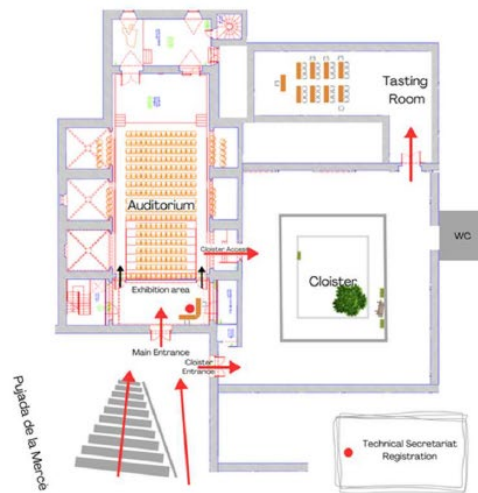 Tasting
Room
Auditorium
Cloister Access
WC
Cloister
Exhibition area
Main Entrance
Cloister
Entrance
Pujada de la Mercè
Technical Secretariat
Registration